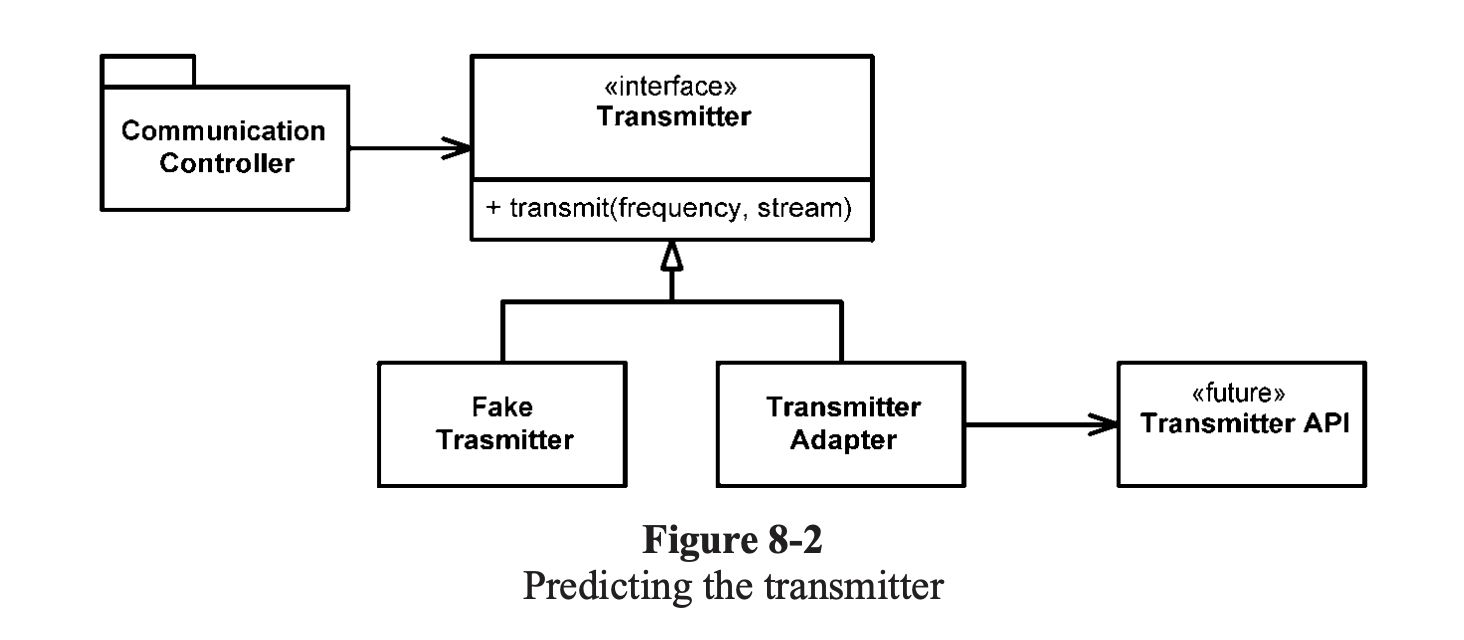 Communication
Controller
«interface»
Transmitter
+ transmit(frequency, stream)
Fake
Trasmitter
Transmitter
Adapter
«future»
Transmitter API
Figure 8-2
Predicting the transmitter